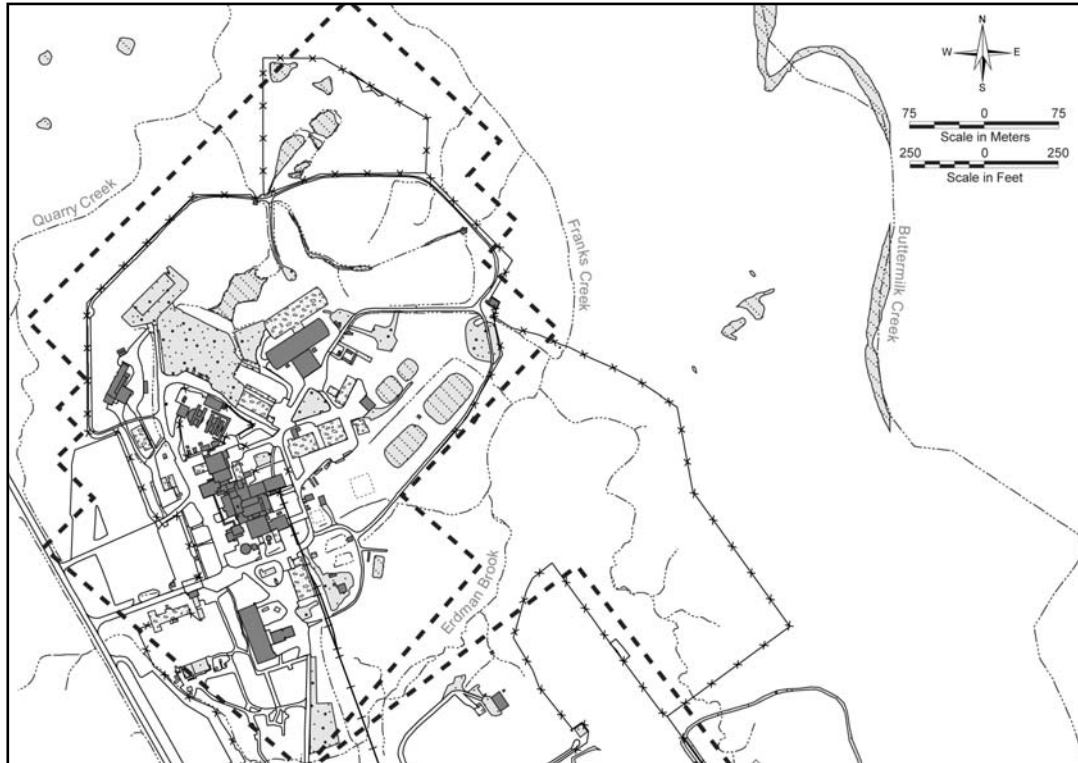 N
W E
S
75 0 75
Scale in Meters
250 0 250
Scale in Feet
Quarry Creek
Franks Creek
Buttermilk Creek
Erdman Brook